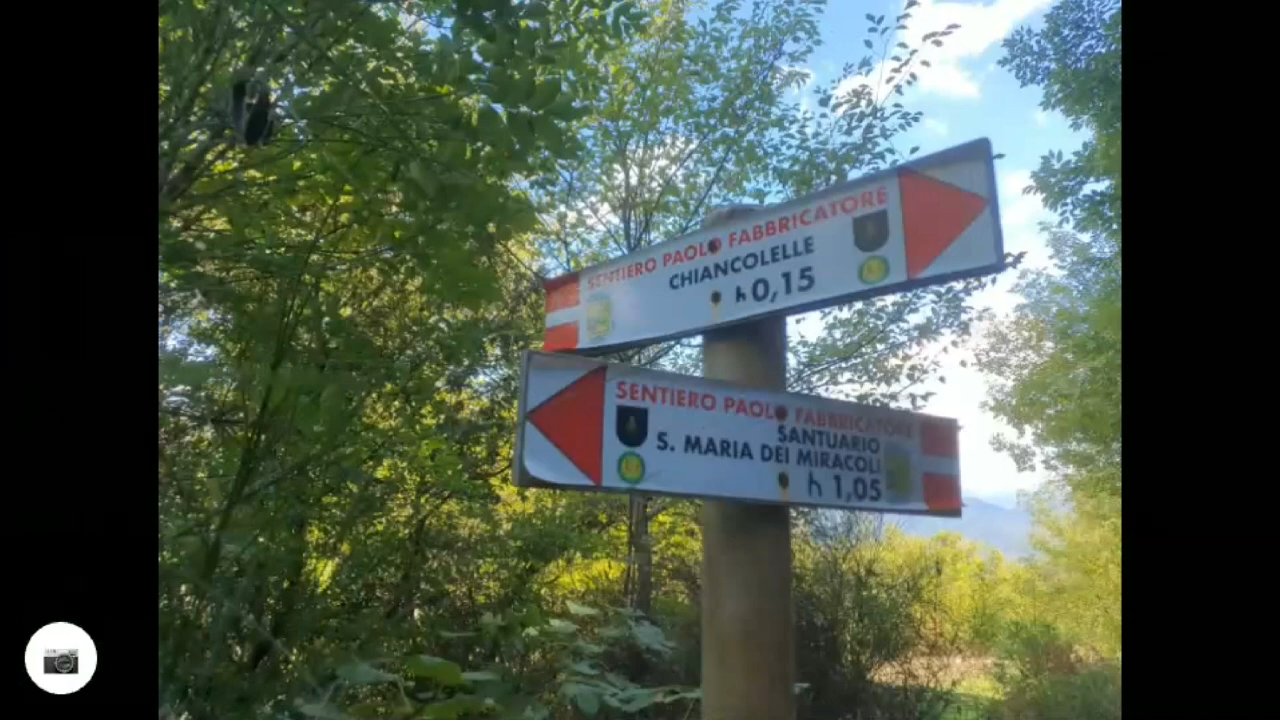 SENTIERO PAOLO FABBRICATORE
CHIANCOLELLE
h 0,15
SENTIERO PAOLO FABBRICATORE
SANTUARIO
S. MARIA DEI MIRACOLI
h 1,05